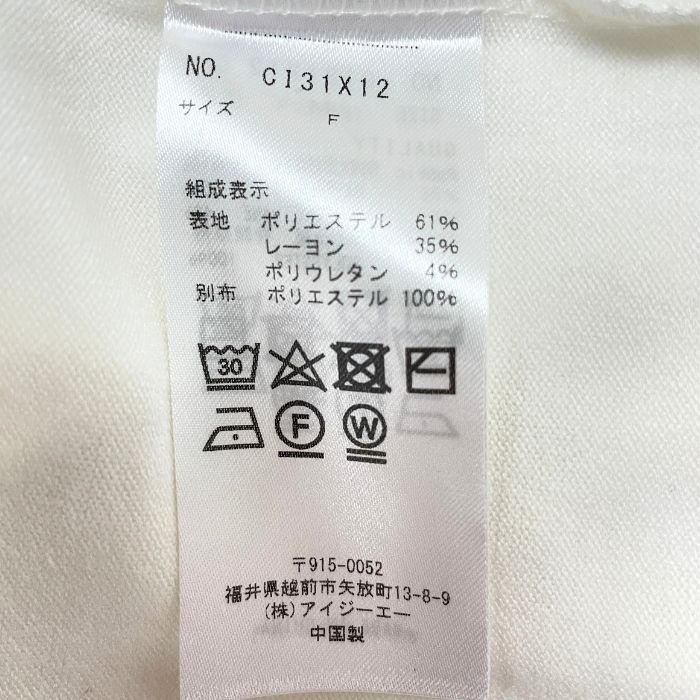 NO. CI31X12
サイズ F
組成表示
表地 ポリエステル 61%
レーヨン 35%
ポリウレタン 4%
別布 ポリエステル 100%
30
F W
〒915-0052
福井県越前市矢放町13-8-9
(株)アイジーエー
中国製